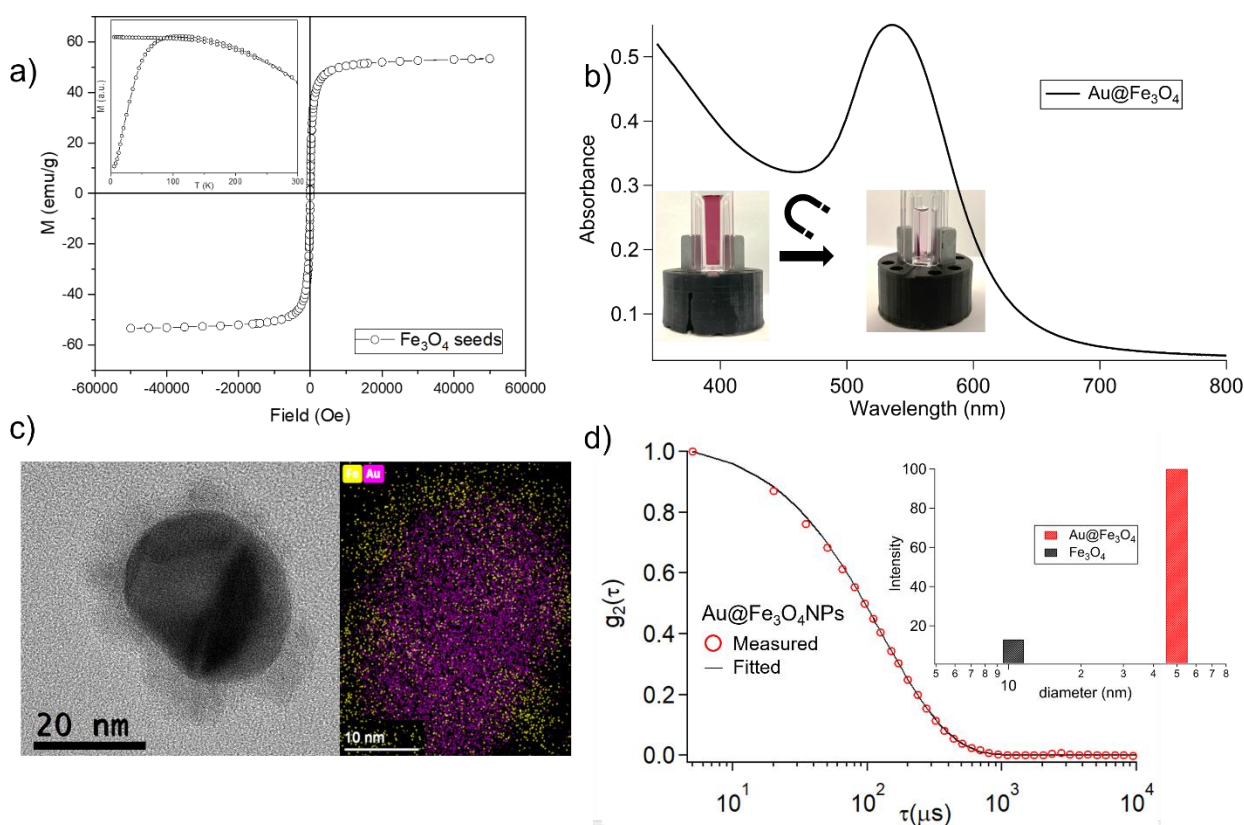 a)
M (emu/g)
60
40
20
0
-20
-40
-60
-60000 -40000 -20000 0 20000 40000 60000
Field (Oe)
Fe₃O₄ seeds
M (a.u.)
0 100 200 300
T (K)
b)
Absorbance
0.5
0.4
0.3
0.2
0.1
400 500 600 700 800
Wavelength (nm)
Au@Fe₃O₄
c)
20 nm
Fe Au
10 nm
d)
g₂(τ)
1.0
0.8
0.6
0.4
0.2
0.0
10¹ 10² 10³ 10⁴
τ(μs)
Au@Fe₃O₄NPs
Measured
Fitted
Intensity
100
80
60
40
20
Au@Fe₃O₄
Fe₃O₄
5 6 7 8 9 10 2 3 4 5 6 7 8
diameter (nm)